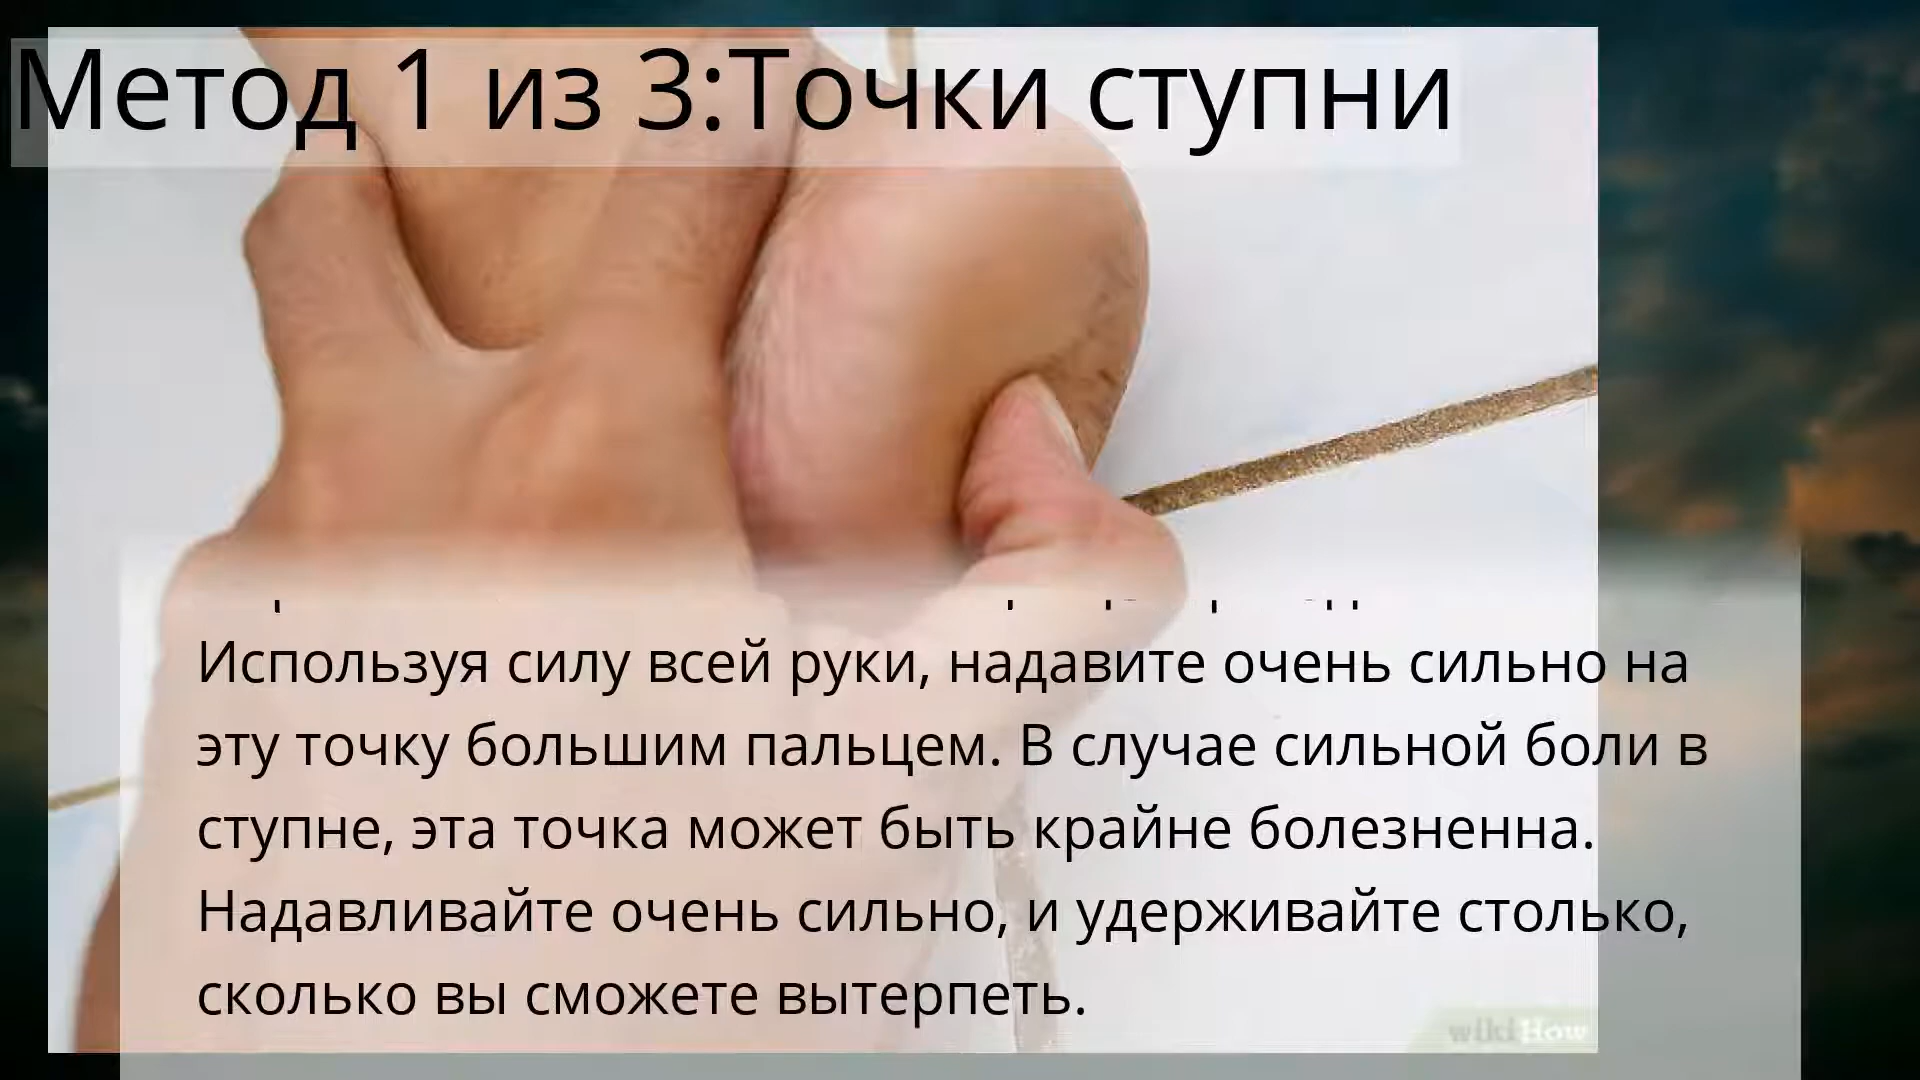 Метод 1 из 3:Точки ступни
Используя силу всей руки, надавите очень сильно на
эту точку большим пальцем. В случае сильной боли в
ступне, эта точка может быть крайне болезненна.
Надавливайте очень сильно, и удерживайте столько,
сколько вы сможете вытерпеть.
wikiHow